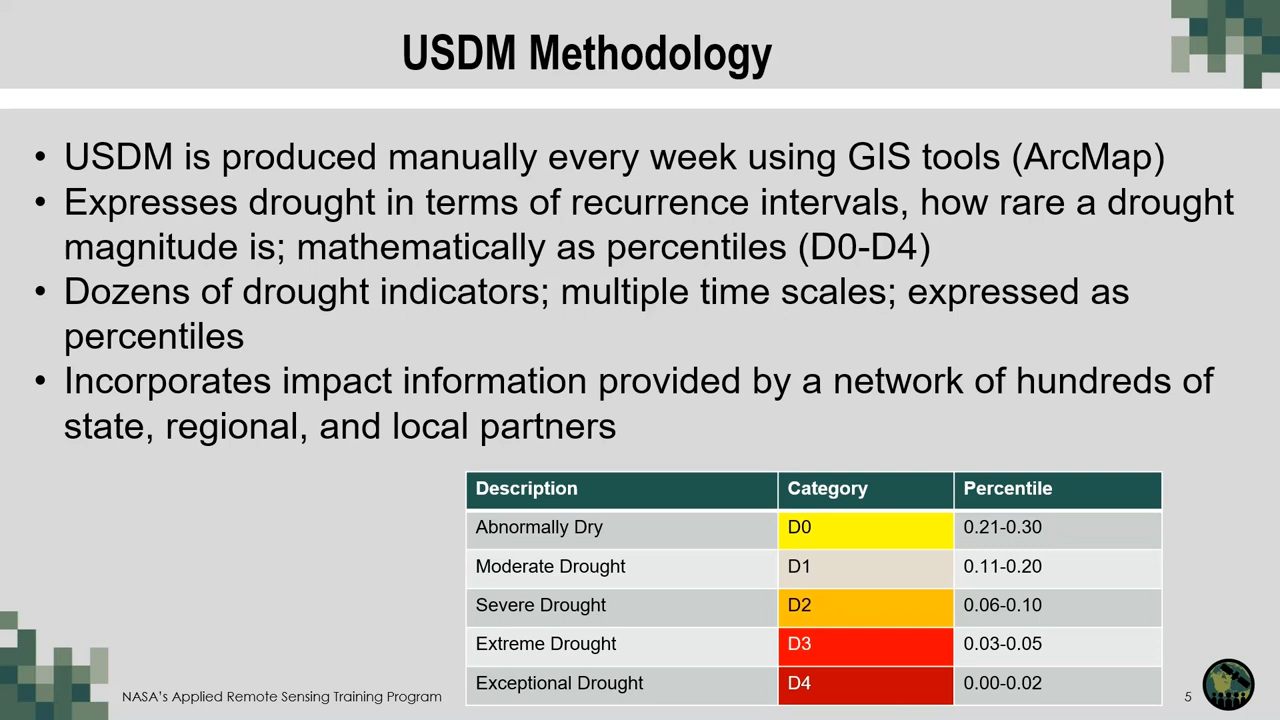 USDM Methodology
• USDM is produced manually every week using GIS tools (ArcMap)
• Expresses drought in terms of recurrence intervals, how rare a drought
magnitude is; mathematically as percentiles (D0-D4)
• Dozens of drought indicators; multiple time scales; expressed as
percentiles
• Incorporates impact information provided by a network of hundreds of
state, regional, and local partners
Description Category Percentile
Abnormally Dry D0 0.21-0.30
Moderate Drought D1 0.11-0.20
Severe Drought D2 0.06-0.10
Extreme Drought D3 0.03-0.05
Exceptional Drought D4 0.00-0.02
NASA's Applied Remote Sensing Training Program
5